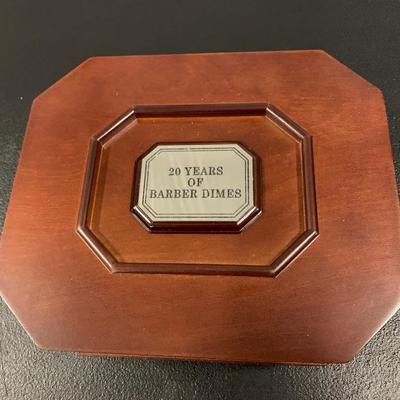 20 YEARS
OF
BARBER DIMES